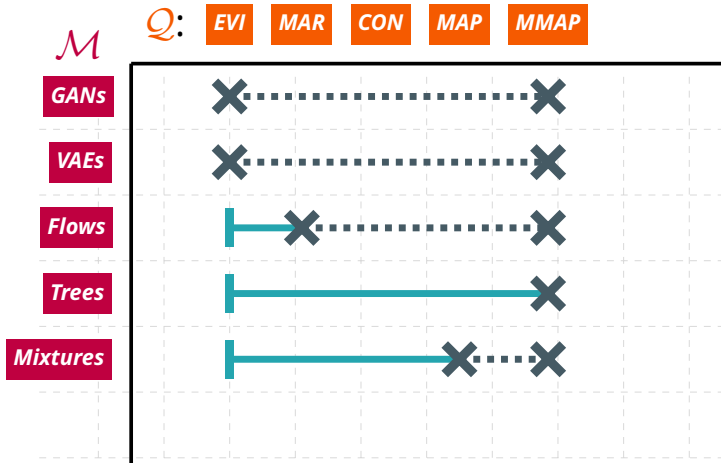 𝒬: EVI MAR CON MAP MMAP
ℳ
GANs
VAEs
Flows
Trees
Mixtures